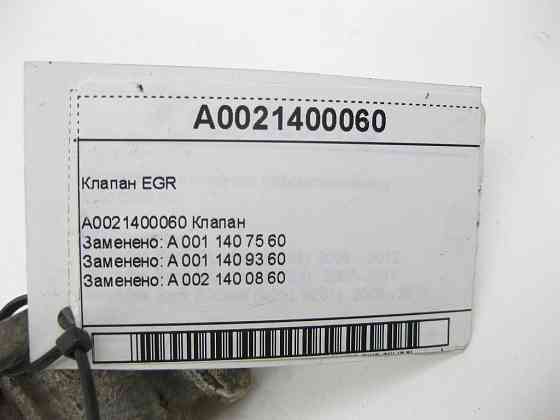 A0021400060
Клапан EGR
A0021400060 Клапан
Заменено: A 001 140 75 60
Заменено: A 001 140 93 60
Заменено: A 002 140 08 60